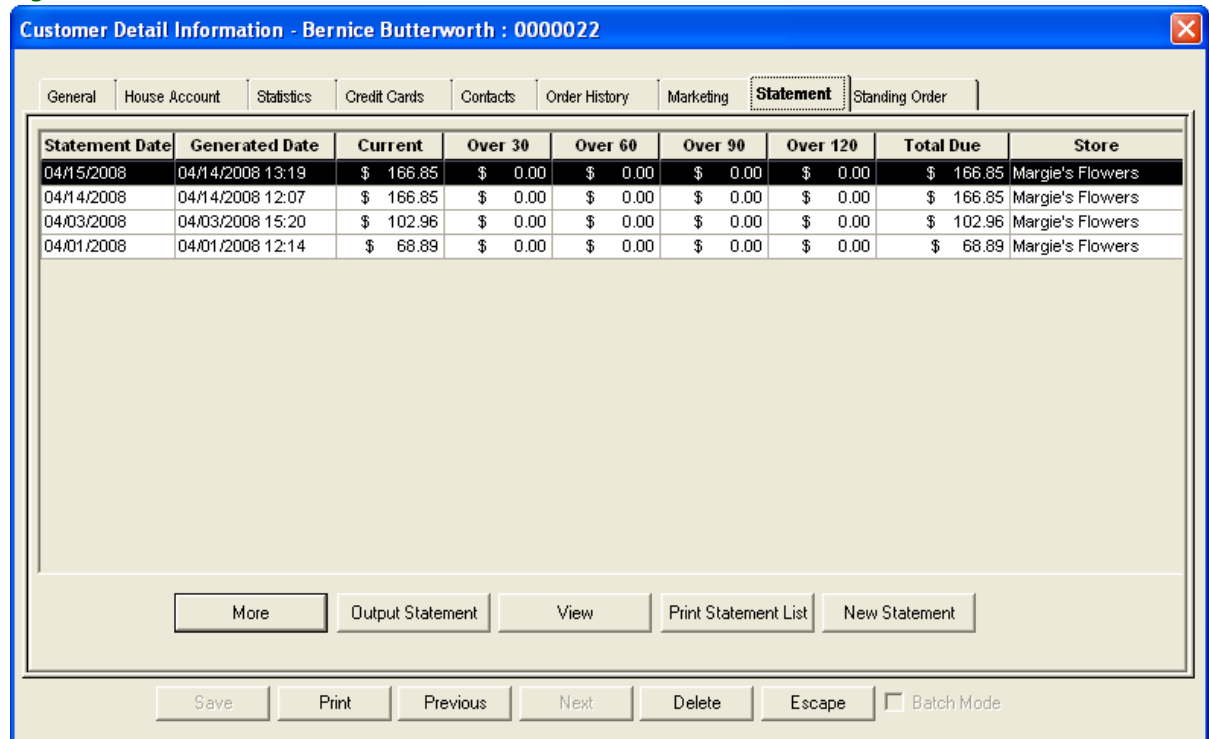 Customer Detail Information - Bernice Butterworth : 0000022
General House Account Statistics Credit Cards Contacts Order History Marketing Statement Standing Order
Statement Date Generated Date Current Over 30 Over 60 Over 90 Over 120 Total Due Store
04/15/2008 04/14/2008 13:19 $ 166.85 $ 0.00 $ 0.00 $ 0.00 $ 0.00 $ 166.85 Margie's Flowers
04/14/2008 04/14/2008 12:07 $ 166.85 $ 0.00 $ 0.00 $ 0.00 $ 0.00 $ 166.85 Margie's Flowers
04/03/2008 04/03/2008 15:20 $ 102.96 $ 0.00 $ 0.00 $ 0.00 $ 0.00 $ 102.96 Margie's Flowers
04/01/2008 04/01/2008 12:14 $ 68.89 $ 0.00 $ 0.00 $ 0.00 $ 0.00 $ 68.89 Margie's Flowers
More Output Statement View Print Statement List New Statement
Save Print Previous Next Delete Escape Batch Mode